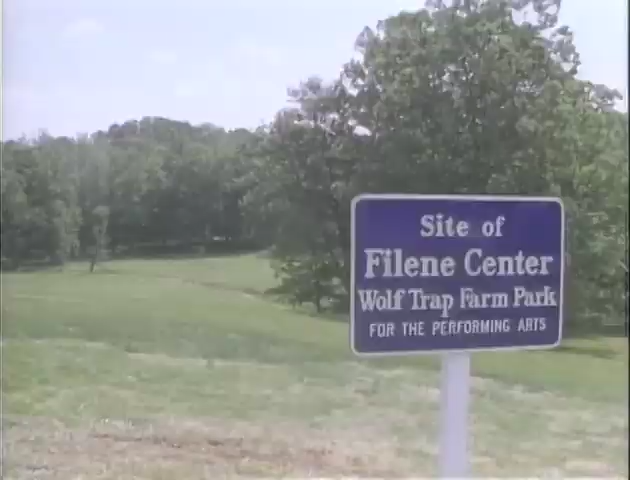 Site of
Filene Center
Wolf Trap Farm Park
FOR THE PERFORMING ARTS